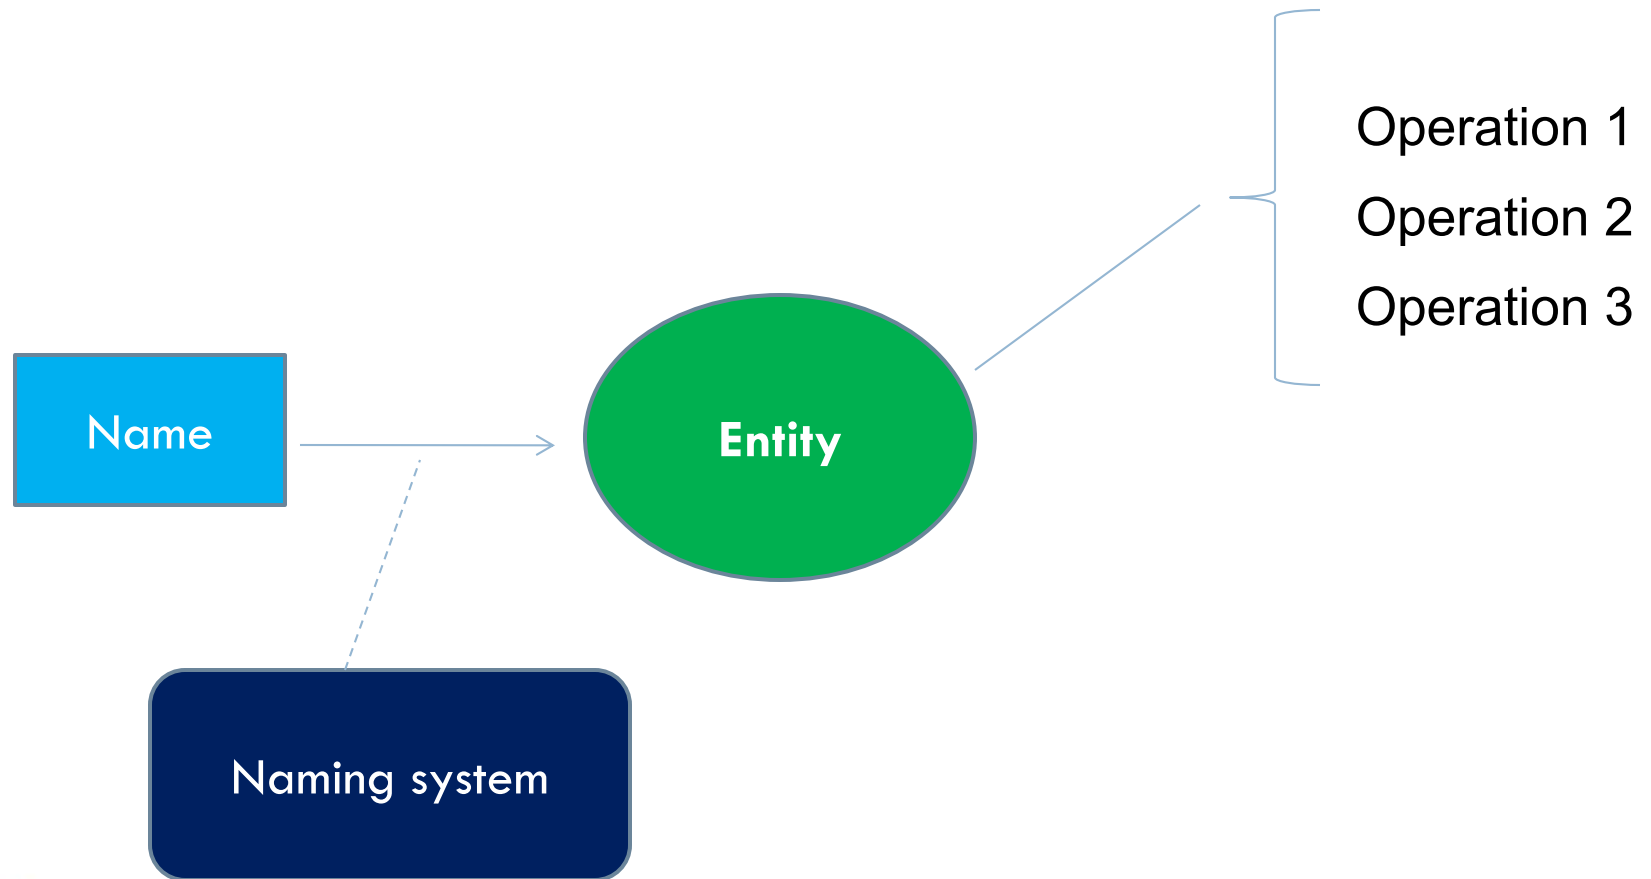 Operation 1
Operation 2
Operation 3
Name
Entity
Naming system